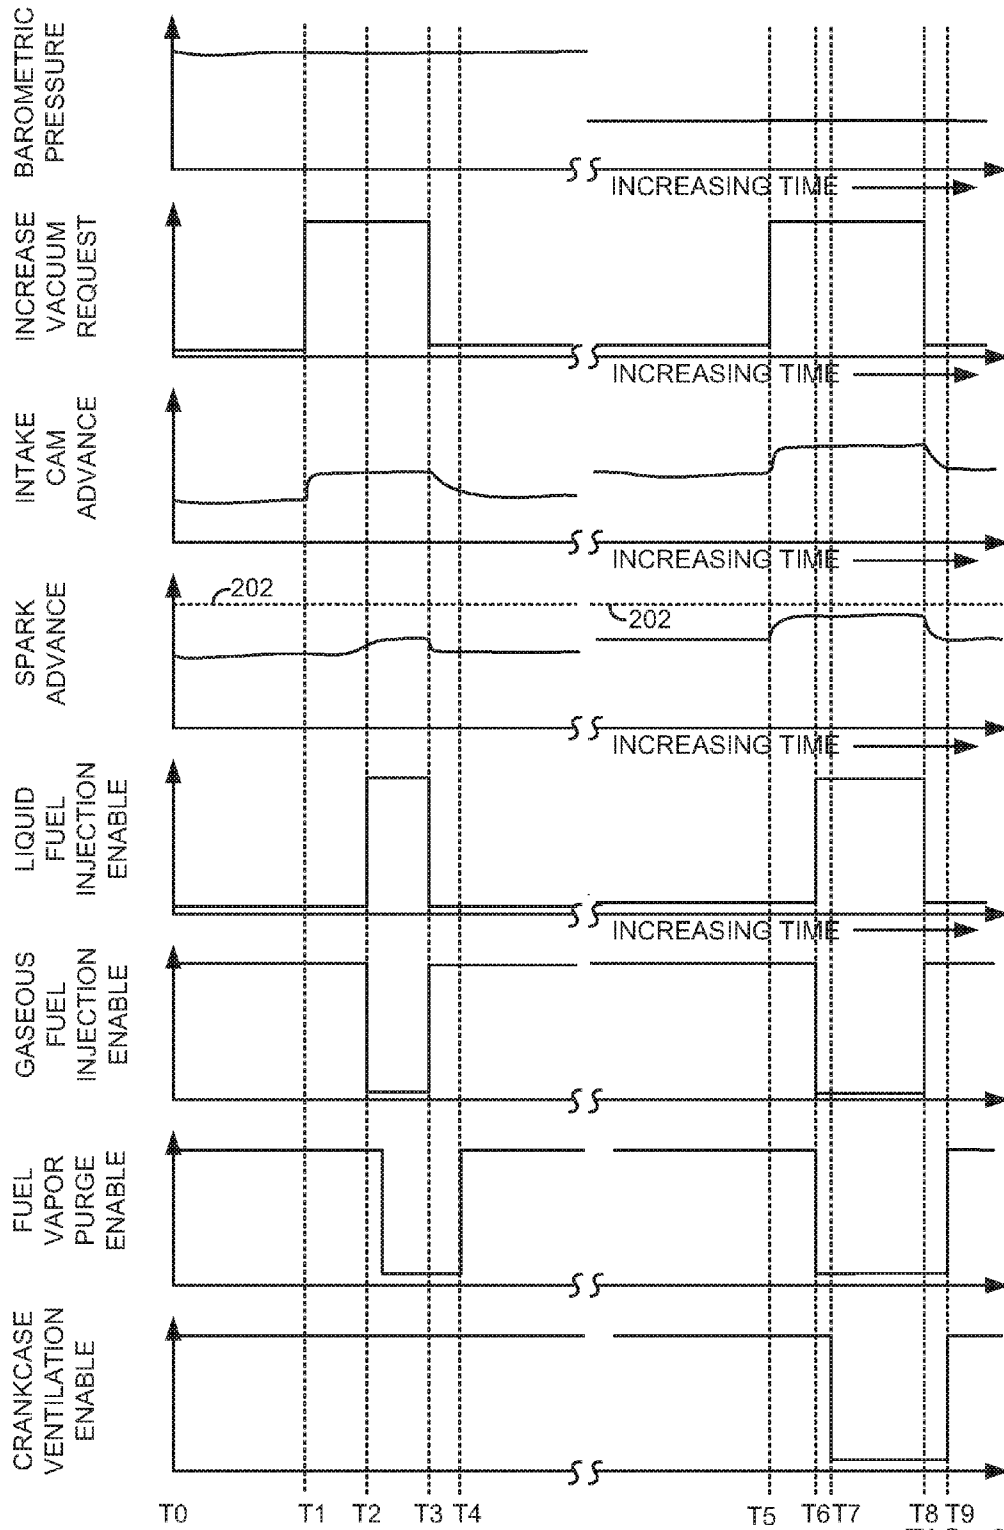 BAROMETRIC
PRESSURE
INCREASING TIME
INCREASE
VACUUM
REQUEST
INCREASING TIME
INTAKE
CAM
ADVANCE
INCREASING TIME
SPARK
ADVANCE
202
202
INCREASING TIME
LIQUID
FUEL
INJECTION
ENABLE
INCREASING TIME
GASEOUS
FUEL
INJECTION
ENABLE
FUEL
VAPOR
PURGE
ENABLE
CRANKCASE
VENTILATION
ENABLE
T0 T1 T2 T3 T4 T5 T6 T7 T8 T9